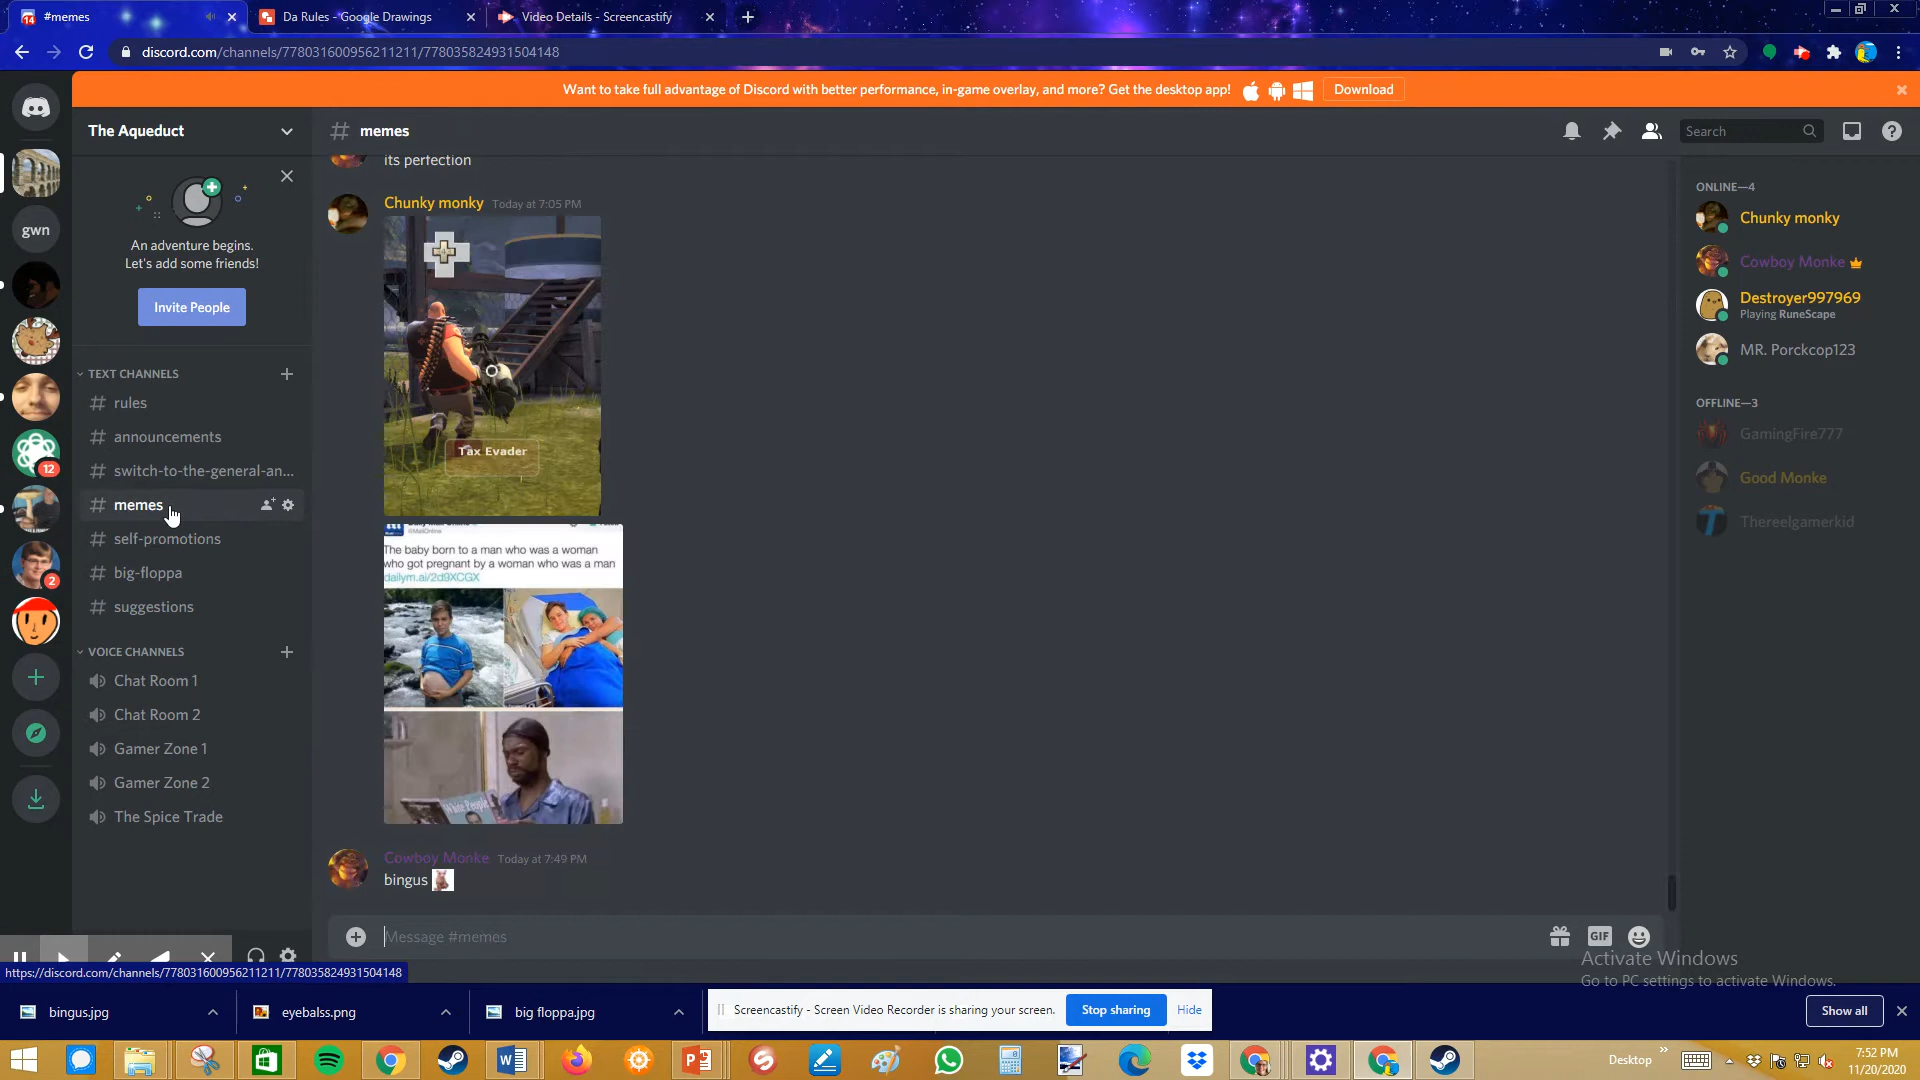 #memes
Da Rules - Google Drawings
Video Details - Screencastify
discord.com/channels/778031600956211211/778035824931504148
Want to take full advantage of Discord with better performance, in-game overlay, and more? Get the desktop app!
Download
The Aqueduct
memes
Search
its perfection
An adventure begins.
Let's add some friends!
Invite People
gwn
TEXT CHANNELS
rules
announcements
switch-to-the-general-an...
memes
self-promotions
big-floppa
suggestions
12
2
14
VOICE CHANNELS
Chat Room 1
Chat Room 2
Gamer Zone 1
Gamer Zone 2
The Spice Trade
Chunky monky Today at 7:05 PM
Tax Evader
@MailOnline
The baby born to a man who was a woman
who got pregnant by a woman who was a man
dailym.ai/2d9XCGX
White People
Cowboy Monke Today at 7:49 PM
bingus
Message #memes
GIF
ONLINE—4
Chunky monky
Cowboy Monke
Destroyer997969
Playing RuneScape
MR. Porckcop123
OFFLINE—3
GamingFire777
Good Monke
Thereelgamerkid
Activate Windows
Go to PC settings to activate Windows.
https://discord.com/channels/778031600956211211/778035824931504148
bingus.jpg
eyebalss.png
big floppa.jpg
Screencastify - Screen Video Recorder is sharing your screen.
Stop sharing
Hide
Show all
Desktop
7:52 PM
11/20/2020